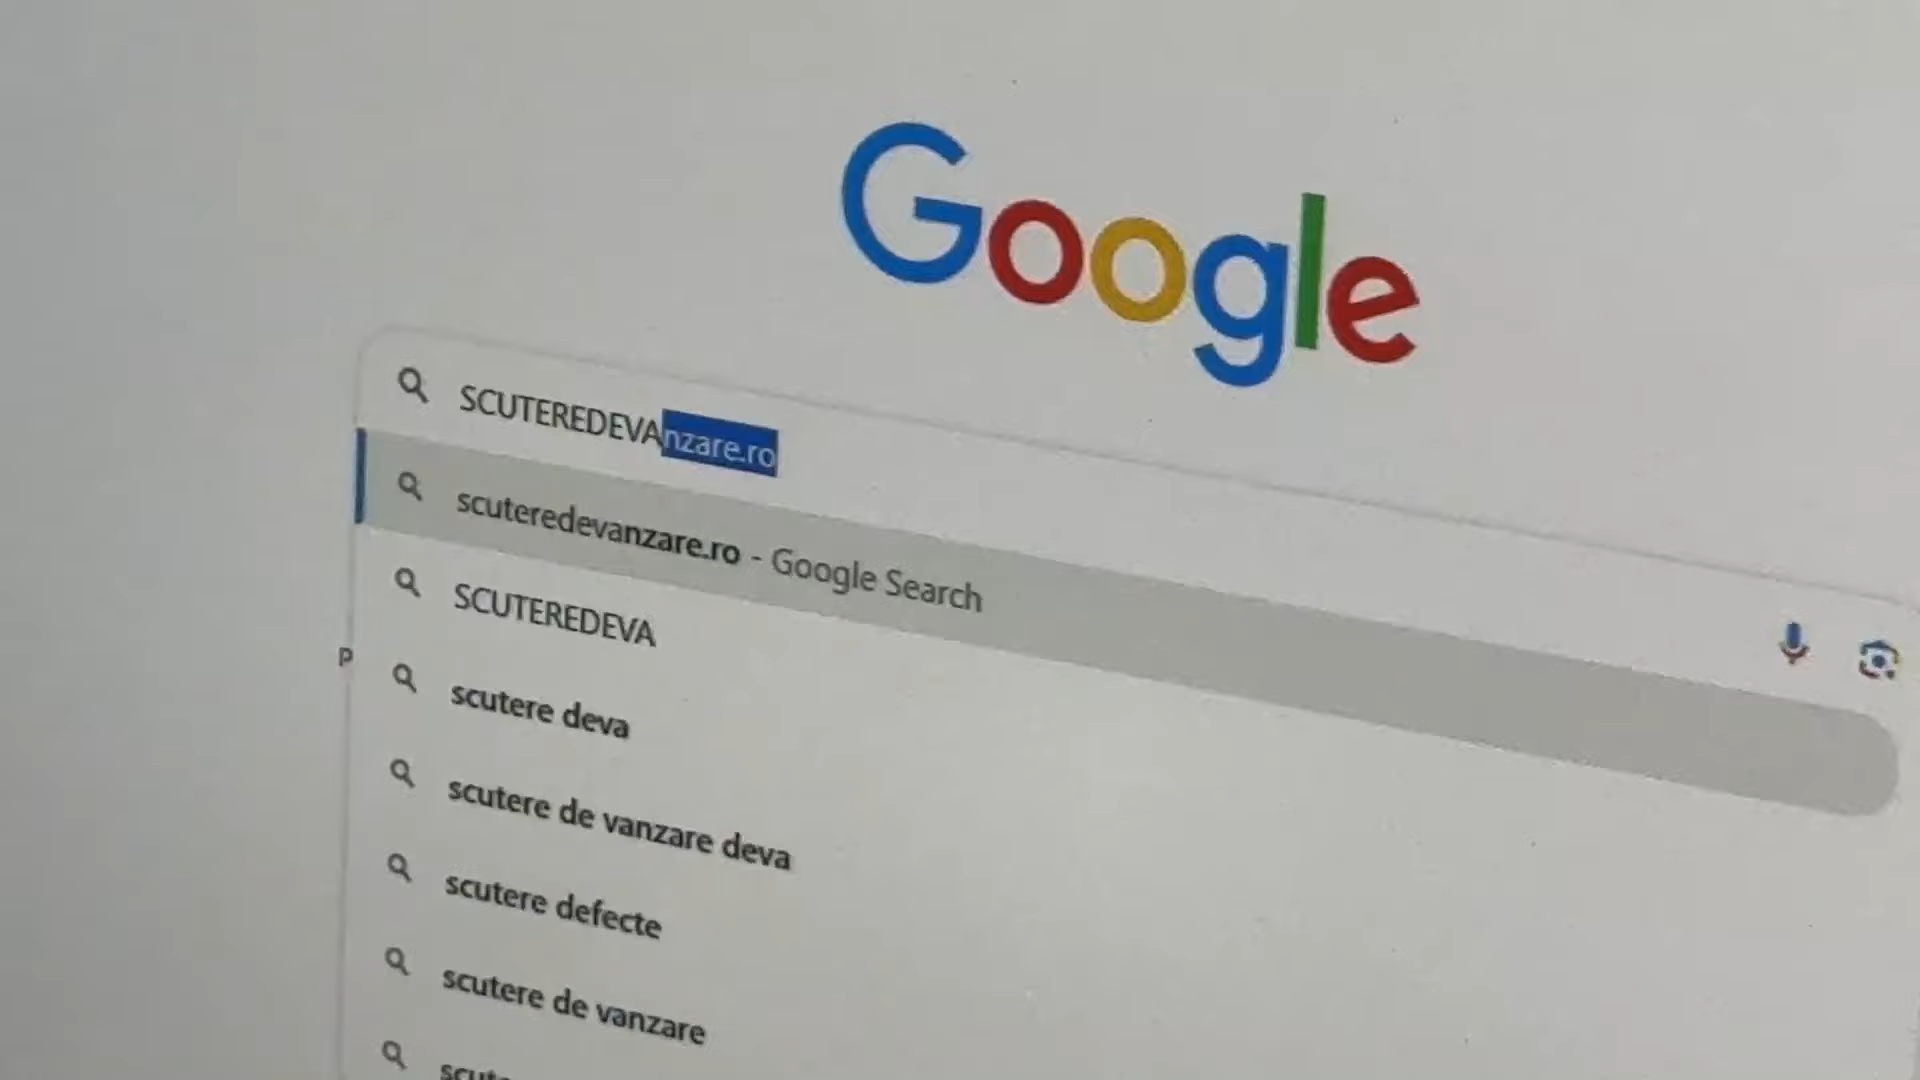 Google
SCUTEREDEVAnzare.ro
scuteredevanzare.ro - Google Search
SCUTEREDEVA
P
scutere deva
scutere de vanzare deva
scutere defecte
scutere de vanzare